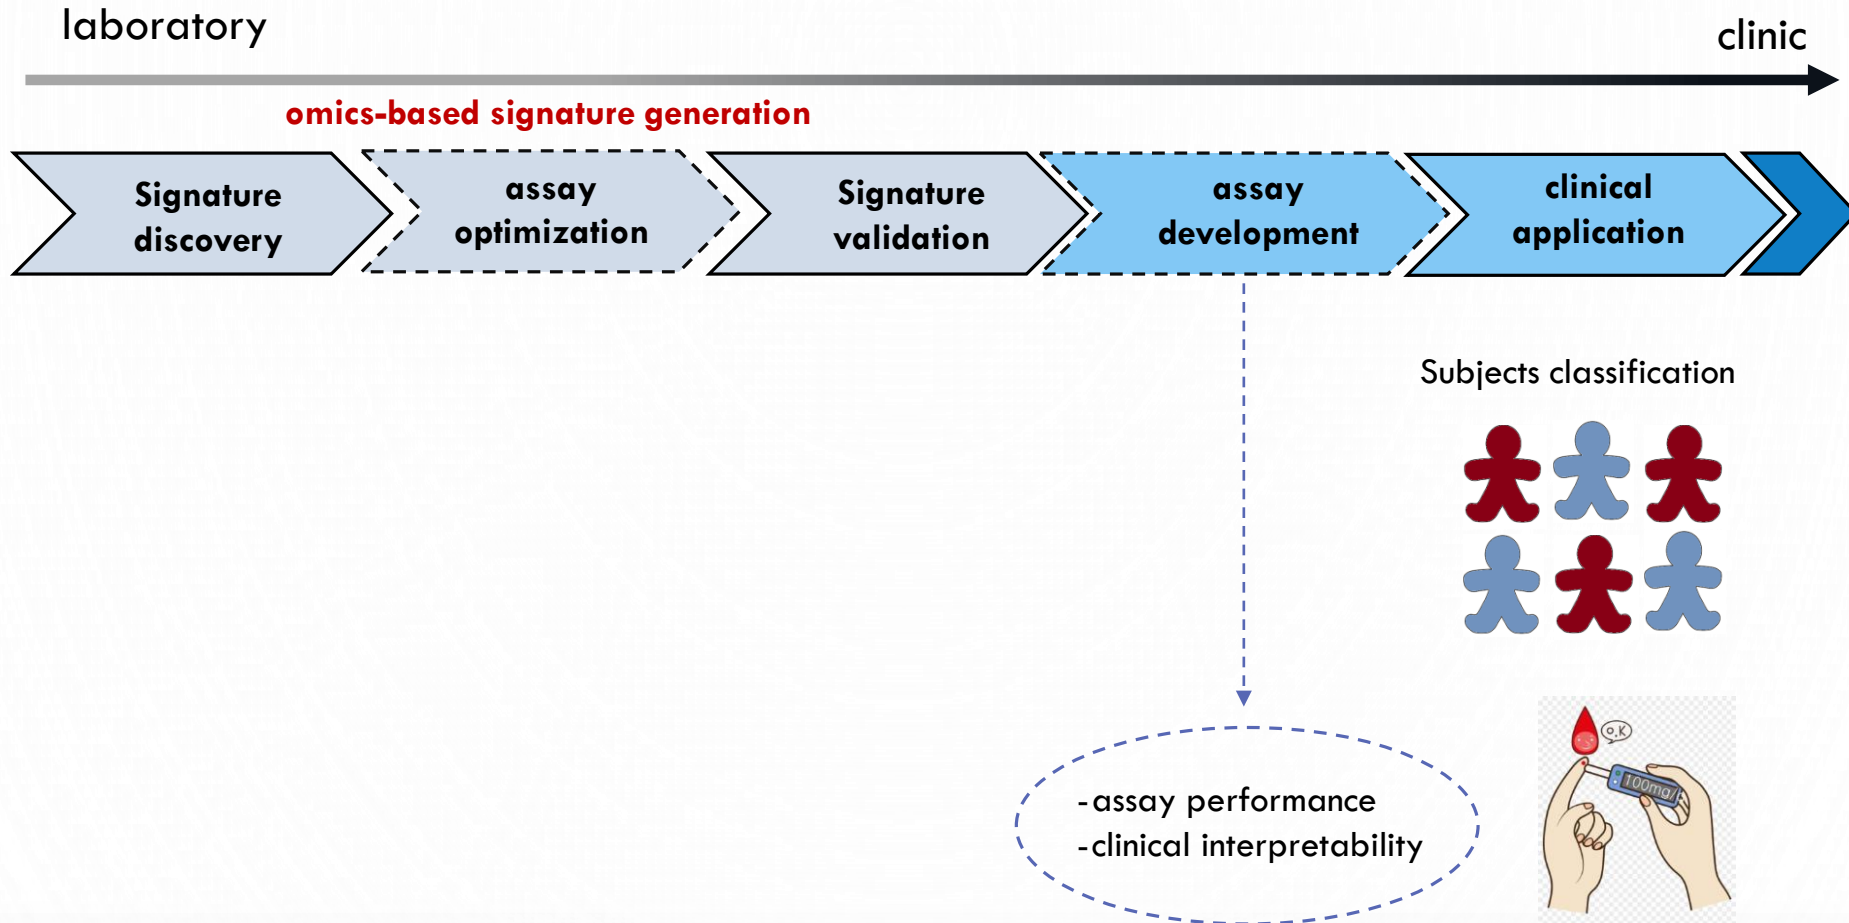 laboratory
clinic
omics-based signature generation
Signature
discovery
assay
optimization
Signature
validation
assay
development
clinical
application
Subjects classification
O.K
100mg/
-assay performance
-clinical interpretability